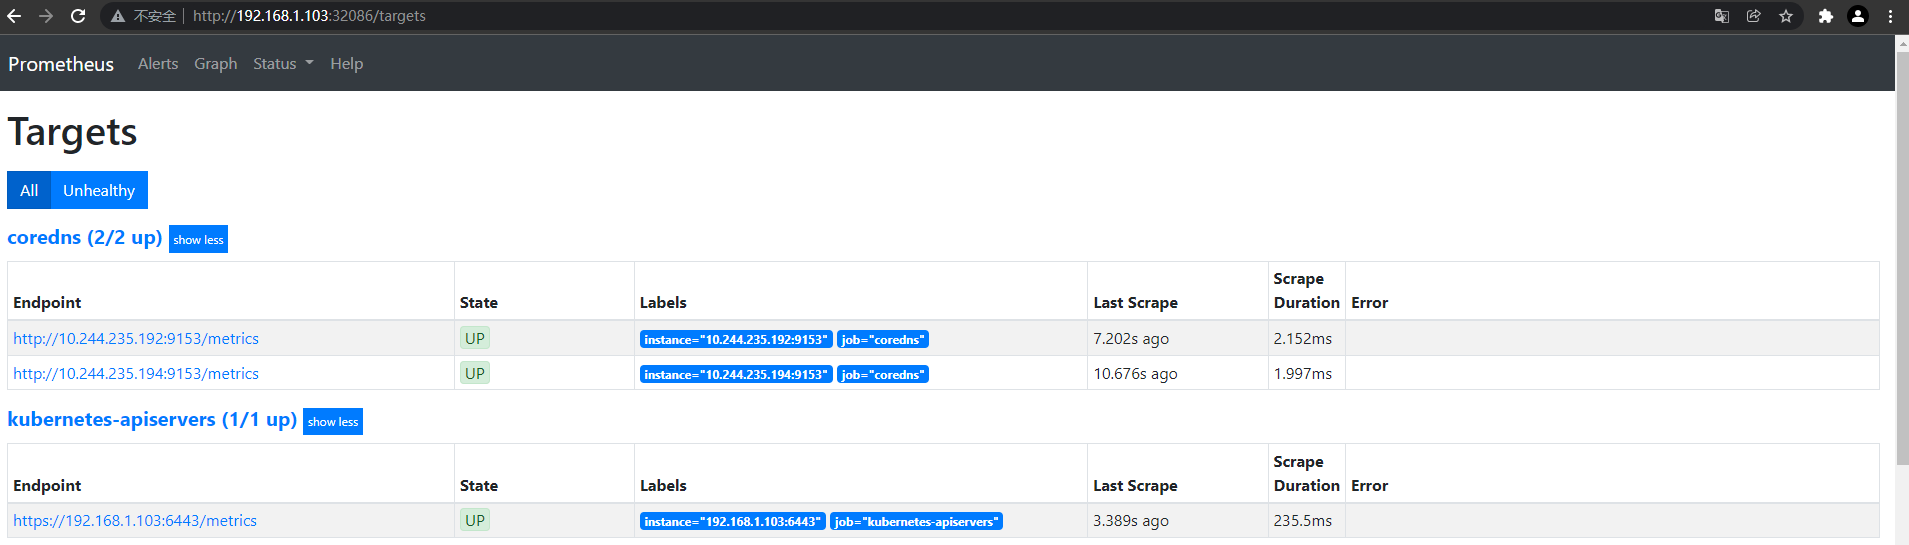 不安全 http://192.168.1.103:32086/targets
Prometheus Alerts Graph Status Help
Targets
All Unhealthy
coredns (2/2 up) show less
Endpoint State Labels Last Scrape Scrape Duration Error
http://10.244.235.192:9153/metrics UP instance="10.244.235.192:9153" job="coredns" 7.202s ago 2.152ms
http://10.244.235.194:9153/metrics UP instance="10.244.235.194:9153" job="coredns" 10.676s ago 1.997ms
kubernetes-apiservers (1/1 up) show less
Endpoint State Labels Last Scrape Scrape Duration Error
https://192.168.1.103:6443/metrics UP instance="192.168.1.103:6443" job="kubernetes-apiservers" 3.389s ago 235.5ms